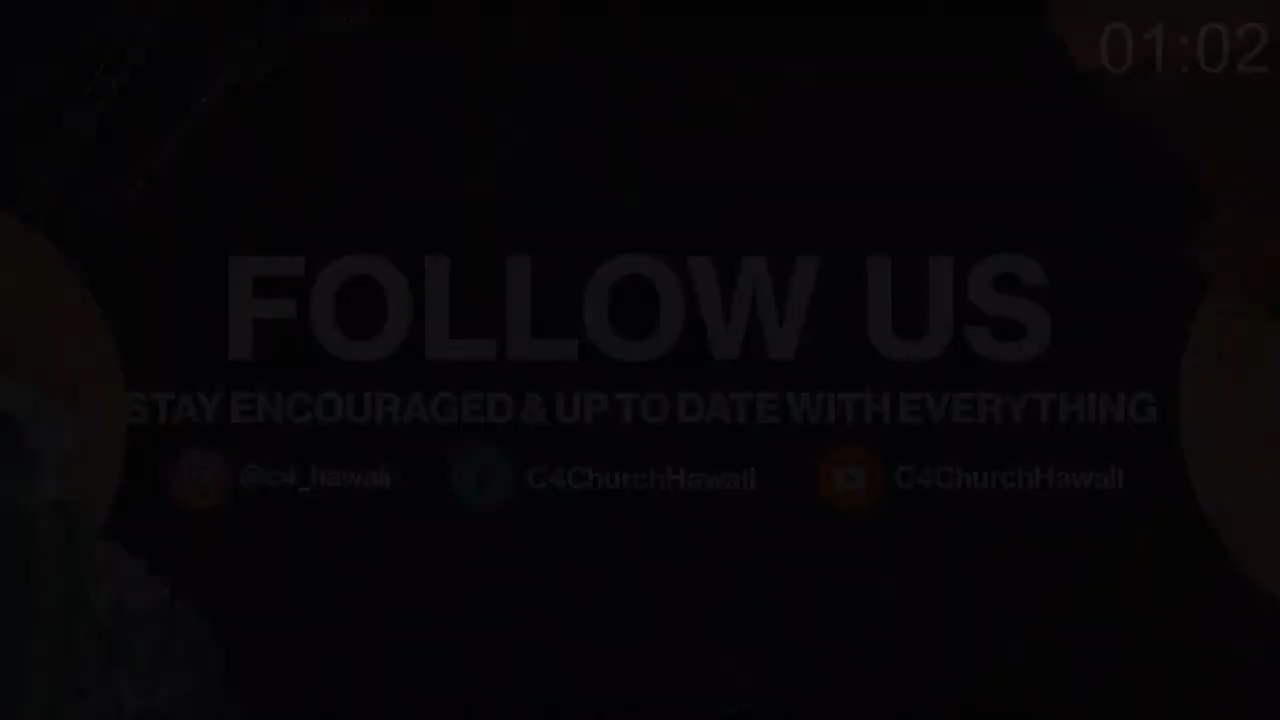 01:02
FOLLOW US
STAY ENCOURAGED & UP TO DATE WITH EVERYTHING
@c4_hawaii C4ChurchHawaii C4ChurchHawaii